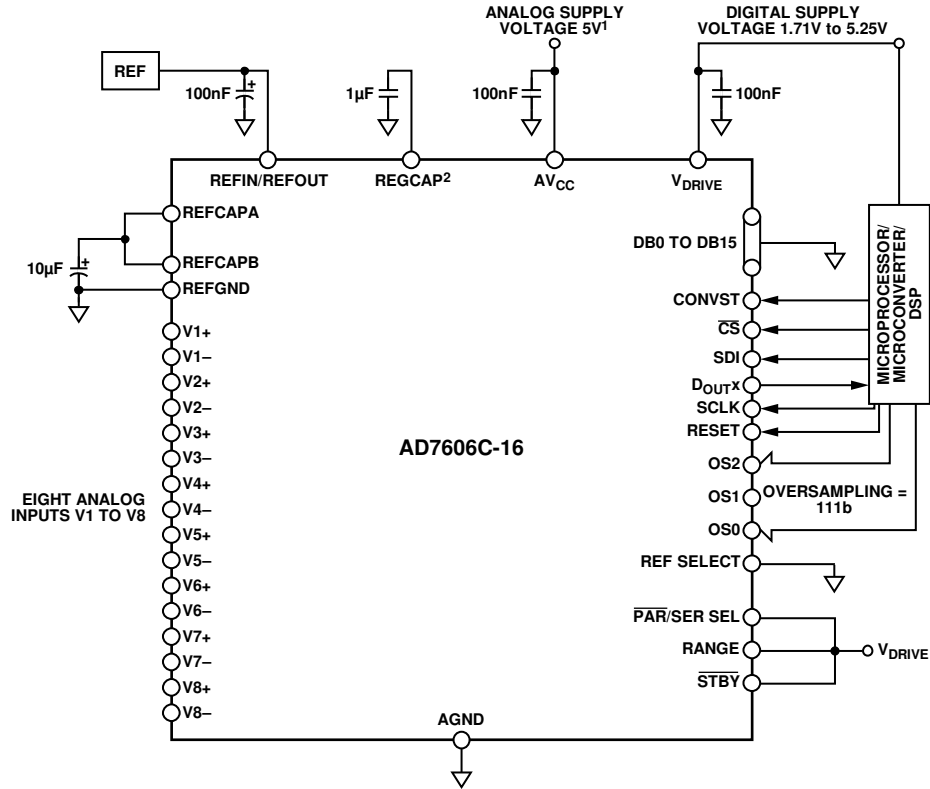 ANALOG SUPPLY
VOLTAGE 5V¹
DIGITAL SUPPLY
VOLTAGE 1.71V to 5.25V
REF
100nF
+
1µF
100nF
100nF
REFIN/REFOUT
REGCAP²
AVCC
VDRIVE
REFCAPA
REFCAPB
REFGND
10µF
+
V1+
V1–
V2+
V2–
V3+
V3–
V4+
V4–
V5+
V5–
V6+
V6–
V7+
V7–
V8+
V8–
EIGHT ANALOG
INPUTS V1 TO V8
AD7606C-16
DB0 TO DB15
CONVST
CS
SDI
DOUTx
SCLK
RESET
OS2
OS1
OS0
OVERSAMPLING =
111b
REF SELECT
PAR/SER SEL
RANGE
STBY
VDRIVE
MICROPROCESSOR/
MICROCONVERTER/
DSP
AGND